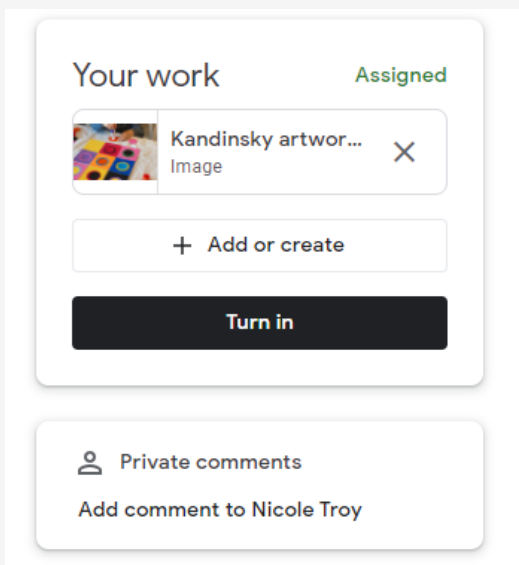 Your work
Assigned
Kandinsky artwor...
Image
+ Add or create
Turn in
Private comments
Add comment to Nicole Troy